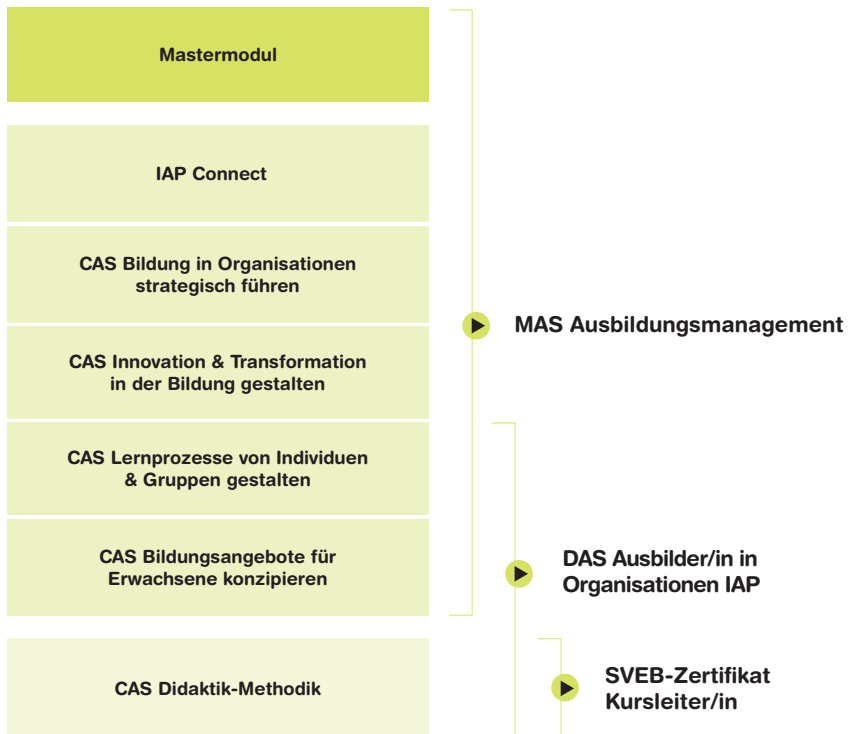 Mastermodul
IAP Connect
CAS Bildung in Organisationen
strategisch führen
CAS Innovation & Transformation
in der Bildung gestalten
CAS Lernprozesse von Individuen
& Gruppen gestalten
CAS Bildungsangebote für
Erwachsene konzipieren
CAS Didaktik-Methodik
MAS Ausbildungsmanagement
DAS Ausbilder/in in
Organisationen IAP
SVEB-Zertifikat
Kursleiter/in